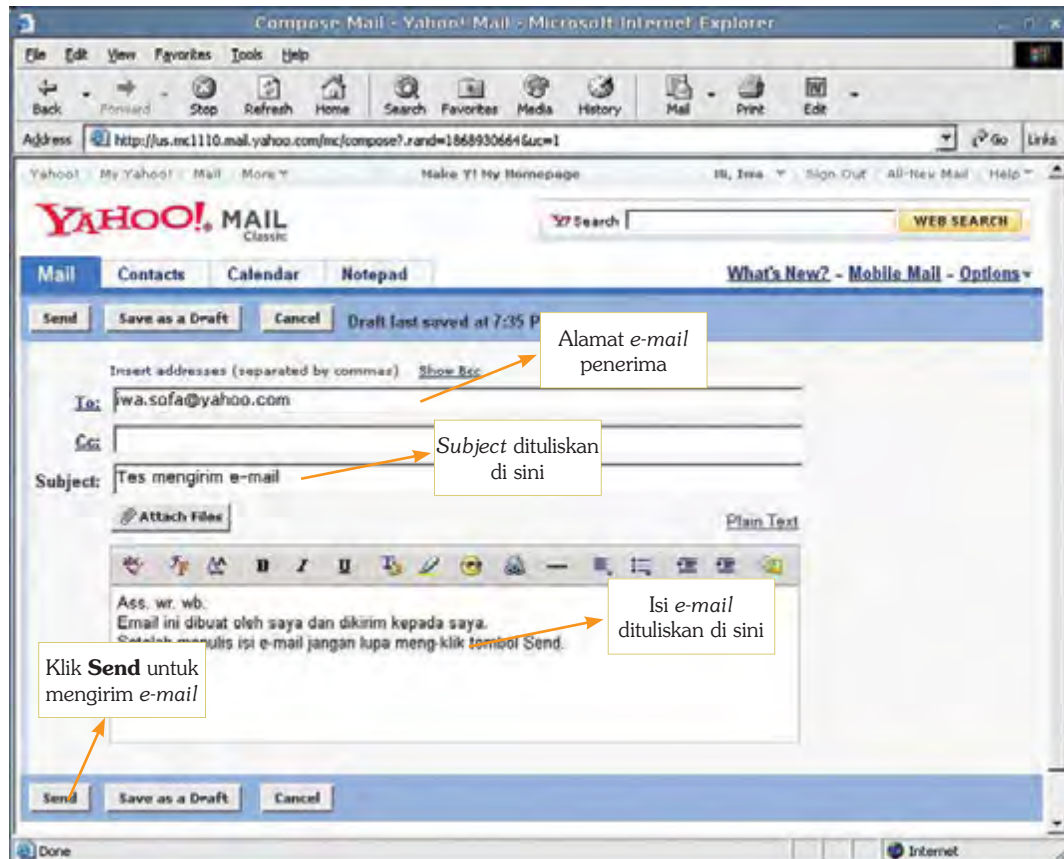 Compose Mail - Yahoo! Mail - Microsoft Internet Explorer
File Edit View Favorites Tools Help
Back Forward Stop Refresh Home Search Favorites Media History Mail Print Edit
Address http://us.mc1110.mail.yahoo.com/mc/compose?.rand=1868930664&uc=1 Go Links
Yahoo! My Yahoo! Mail More Make Y! My Homepage Hi, Iwa Sign Out All-New Mail Help
YAHOO! MAIL Classic Y! Search WEB SEARCH
Mail Contacts Calendar Notepad What's New? - Mobile Mail - Options
Send Save as a Draft Cancel Draft last saved at 7:35 P
Alamat e-mail
penerima
Insert addresses (separated by commas) Show Bcc
To: iwa.sofa@yahoo.com
Cc:
Subject dituliskan
di sini
Subject: Tes mengirim e-mail
Attach Files Plain Text
B I U
Ass. wr. wb.
Email ini dibuat oleh saya dan dikirim kepada saya.
Setelah menulis isi e-mail jangan lupa meng-klik tombol Send.
Isi e-mail
dituliskan di sini
Klik Send untuk
mengirim e-mail
Send Save as a Draft Cancel
Done Internet